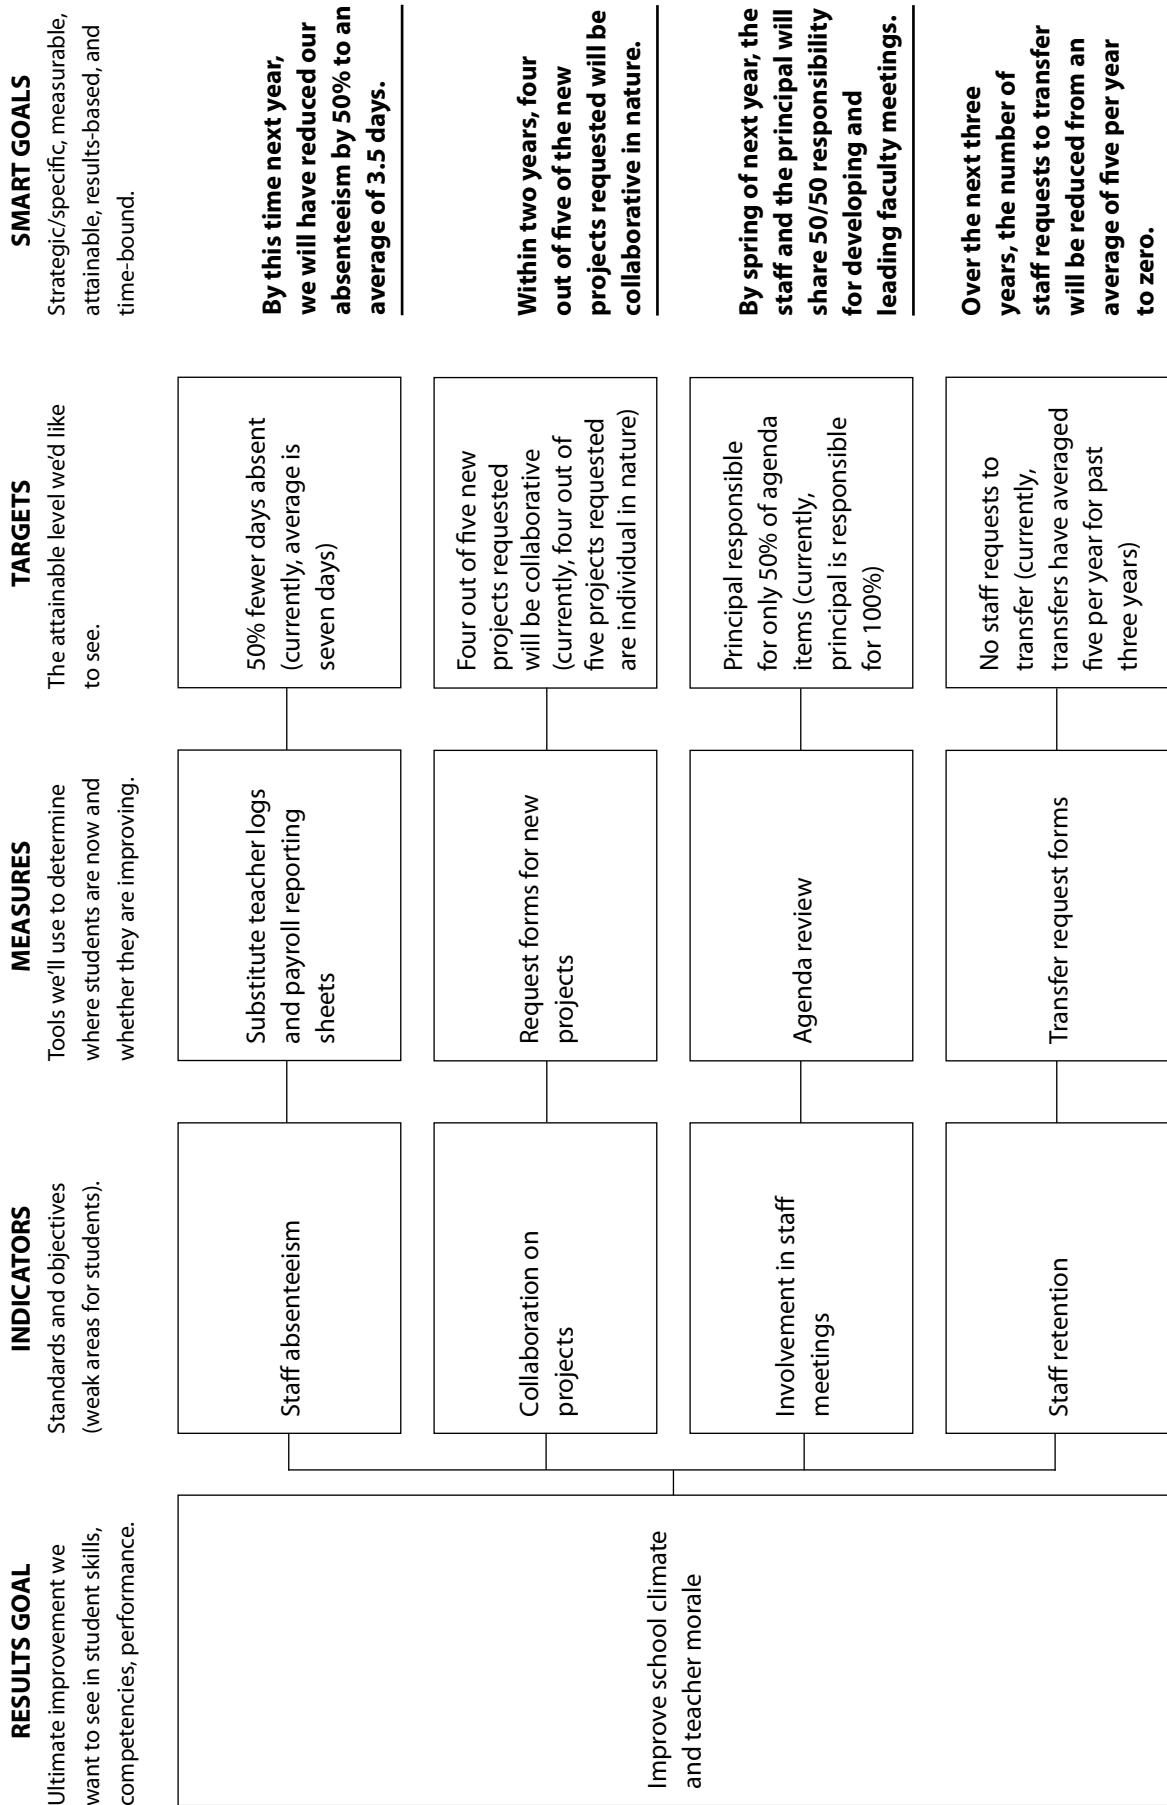 RESULTS GOAL
Ultimate improvement we
want to see in student skills,
competencies, performance.
Improve school climate
and teacher morale
INDICATORS
Standards and objectives
(weak areas for students).
Staff absenteeism
Collaboration on
projects
Involvement in staff
meetings
Staff retention
MEASURES
Tools we’ll use to determine
where students are now and
whether they are improving.
Substitute teacher logs
and payroll reporting
sheets
Request forms for new
projects
Agenda review
Transfer request forms
TARGETS
The attainable level we’d like
to see.
50% fewer days absent
(currently, average is
seven days)
Four out of five new
projects requested
will be collaborative
(currently, four out of
five projects requested
are individual in nature)
Principal responsible
for only 50% of agenda
items (currently,
principal is responsible
for 100%)
No staff requests to
transfer (currently,
transfers have averaged
five per year for past
three years)
SMART GOALS
Strategic/specific, measurable,
attainable, results-based, and
time-bound.
By this time next year,
we will have reduced our
absenteeism by 50% to an
average of 3.5 days.
Within two years, four
out of five of the new
projects requested will be
collaborative in nature.
By spring of next year, the
staff and the principal will
share 50/50 responsibility
for developing and
leading faculty meetings.
Over the next three
years, the number of
staff requests to transfer
will be reduced from an
average of five per year
to zero.